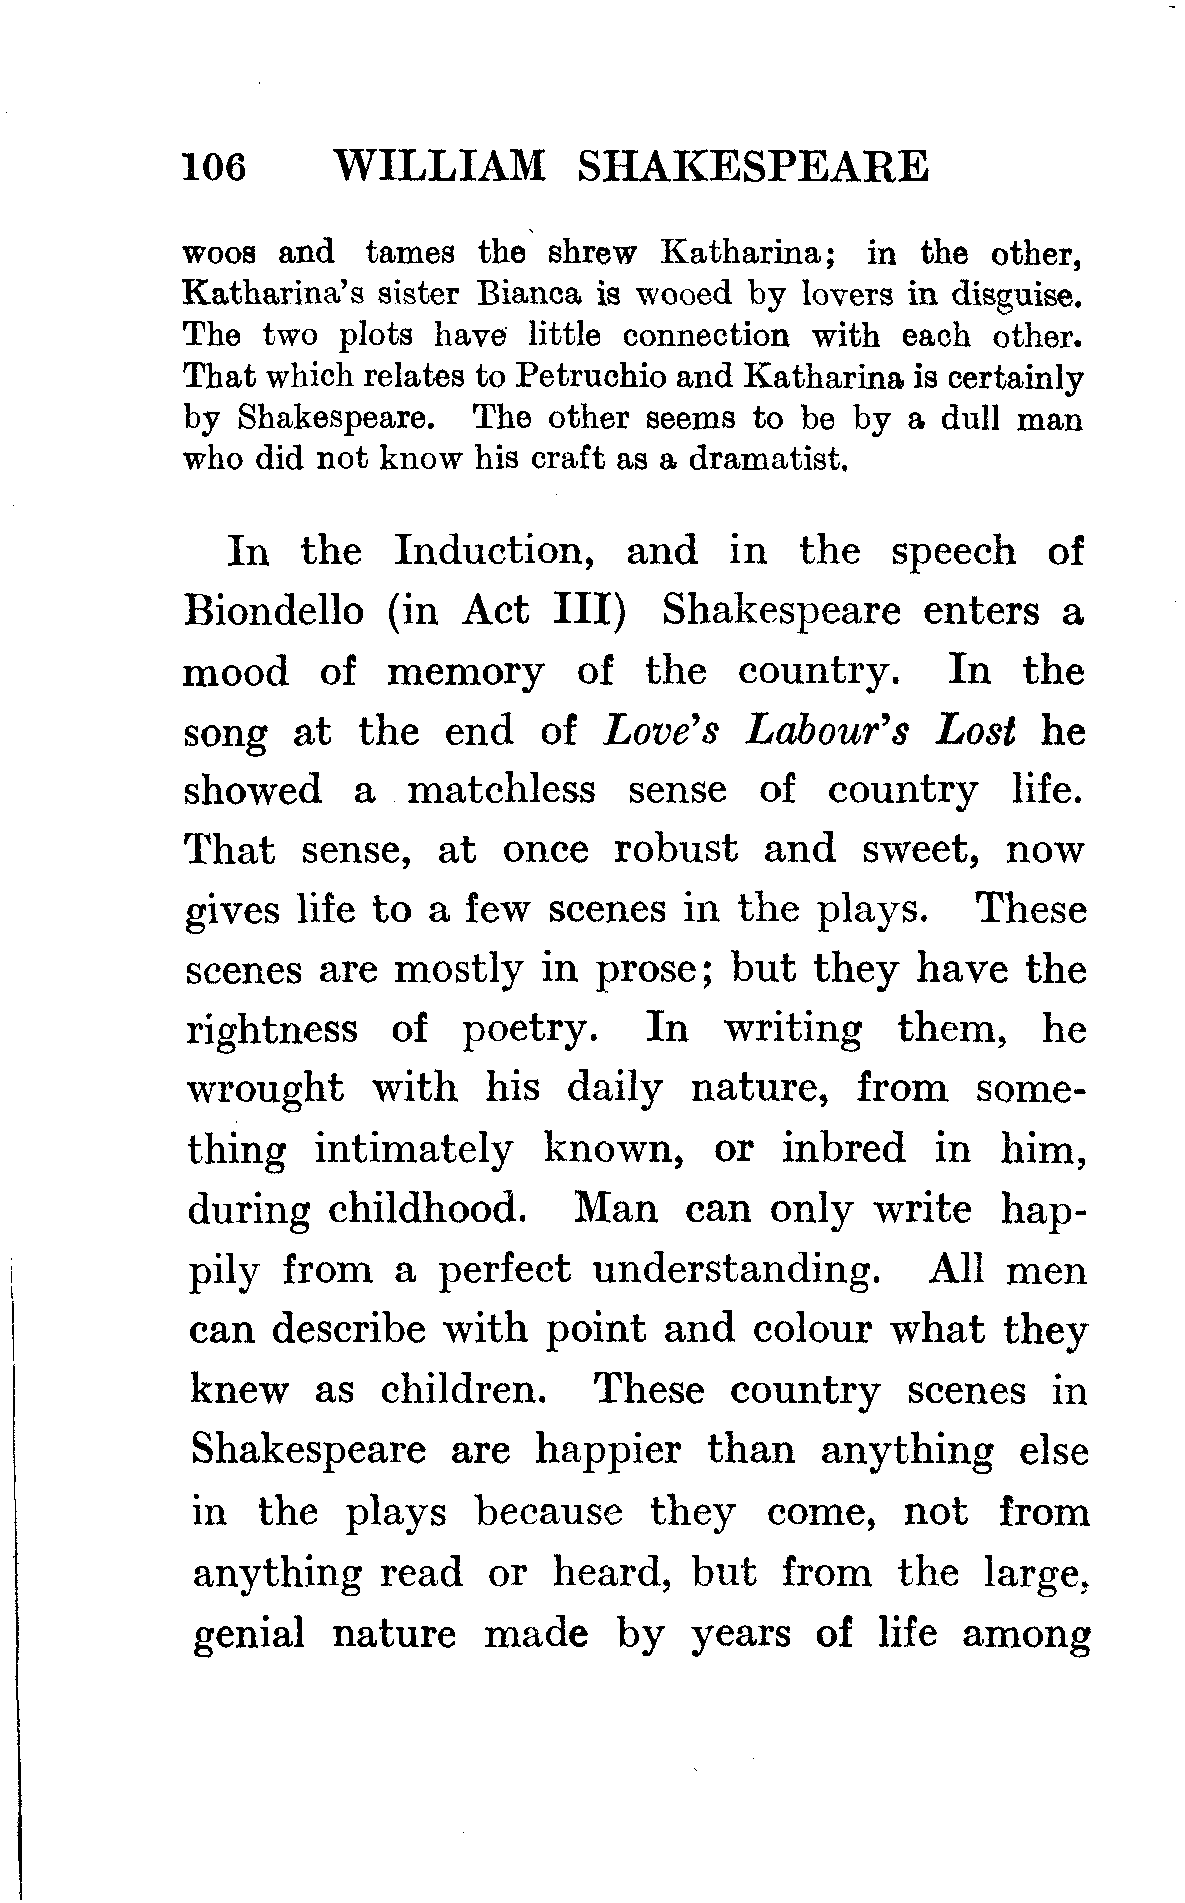 106 WILLIAM SHAKESPEARE
woos and tames the shrew Katharina; in the other,
Katharina's sister Bianca is wooed by lovers in disguise.
The two plots have little connection with each other.
That which relates to Petruchio and Katharina is certainly
by Shakespeare. The other seems to be by a dull man
who did not know his craft as a dramatist.
In the Induction, and in the speech of
Biondello (in Act III) Shakespeare enters a
mood of memory of the country. In the
song at the end of Love's Labour's Lost he
showed a matchless sense of country life.
That sense, at once robust and sweet, now
gives life to a few scenes in the plays. These
scenes are mostly in prose; but they have the
rightness of poetry. In writing them, he
wrought with his daily nature, from some-
thing intimately known, or inbred in him,
during childhood. Man can only write hap-
pily from a perfect understanding. All men
can describe with point and colour what they
knew as children. These country scenes in
Shakespeare are happier than anything else
in the plays because they come, not from
anything read or heard, but from the large,
genial nature made by years of life among